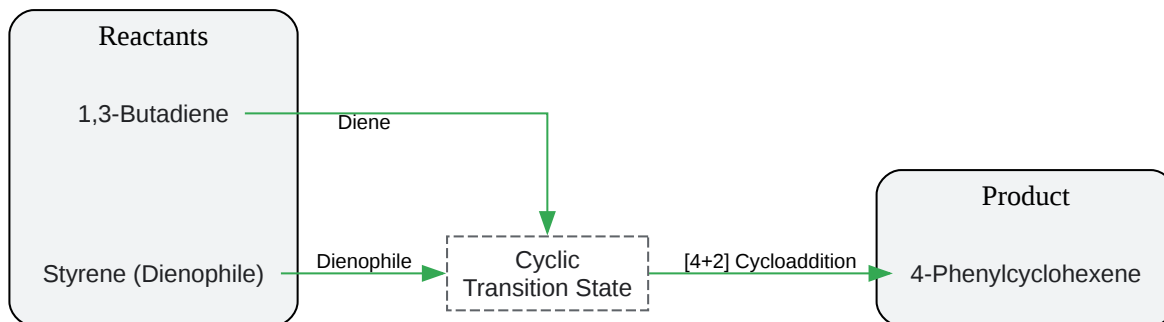 Reactants
1,3-Butadiene
Diene
Styrene (Dienophile)
Dienophile
Cyclic
Transition State
[4+2] Cycloaddition
Product
4-Phenylcyclohexene